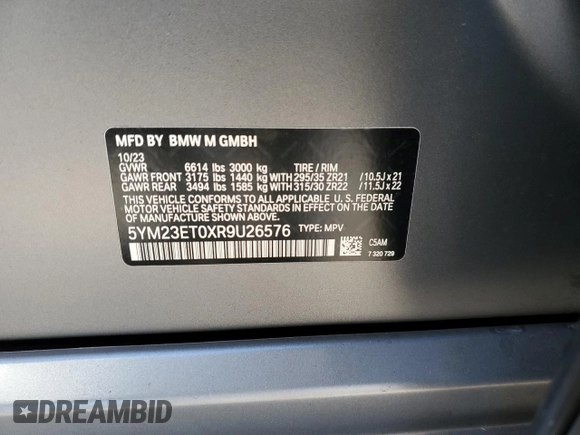 MFD BY BMW M GMBH
10/23
GVWR 6614 lbs 3000 kg TIRE / RIM
GAWR FRONT 3175 lbs 1440 kg WITH 295/35 ZR21 / 10.5J x 21
GAWR REAR 3494 lbs 1585 kg WITH 315/30 ZR22 / 11.5J x 22
THIS VEHICLE CONFORMS TO ALL APPLICABLE U. S. FEDERAL
MOTOR VEHICLE SAFETY STANDARDS IN EFFECT ON THE
DATE OF MANUFACTURE SHOWN ABOVE.
5YM23ET0XR9U26576 TYPE: MPV
C5AM
7 320 729
DREAMBID